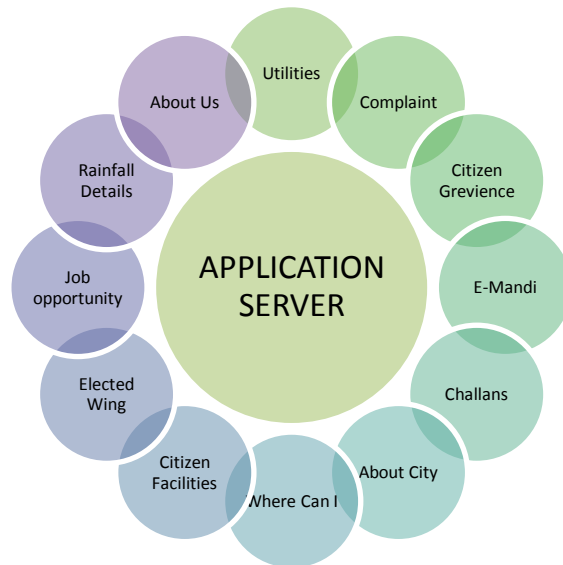 Utilities
Complaint
Citizen
Grevience
E-Mandi
Challans
About City
Where Can I
Citizen
Facilities
Elected
Wing
Job
opportunity
Rainfall
Details
About Us
APPLICATION
SERVER